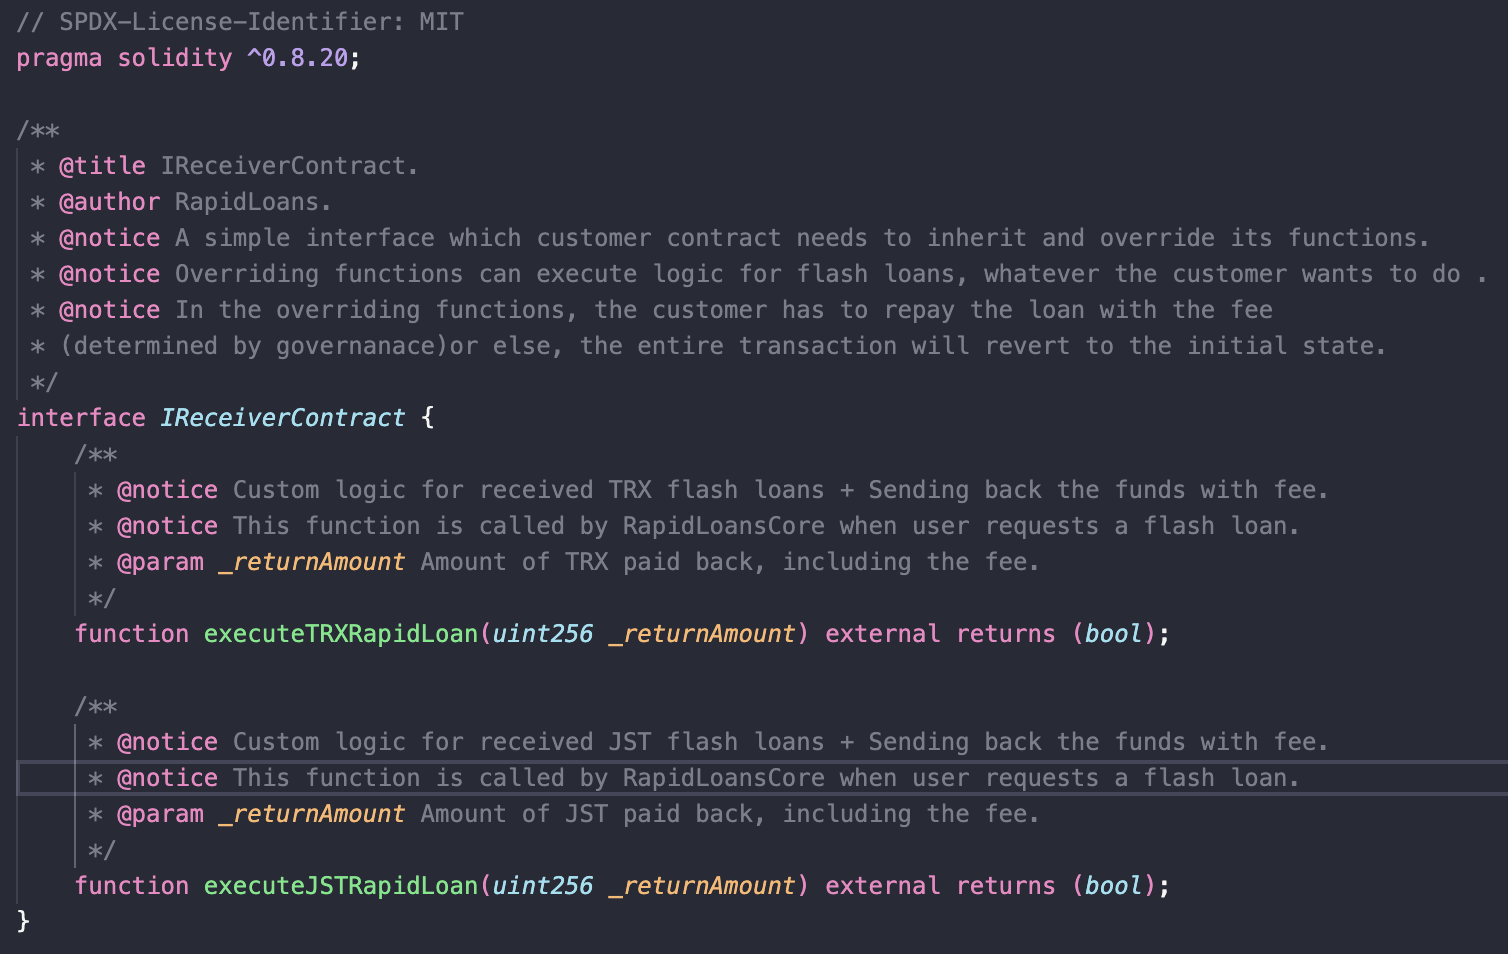 // SPDX-License-Identifier: MIT
pragma solidity ^0.8.20;
/**
* @title IReceiverContract.
* @author RapidLoans.
* @notice A simple interface which customer contract needs to inherit and override its functions.
* @notice Overriding functions can execute logic for flash loans, whatever the customer wants to do .
* @notice In the overriding functions, the customer has to repay the loan with the fee
* (determined by governanace)or else, the entire transaction will revert to the initial state.
*/
interface IReceiverContract {
/**
* @notice Custom logic for received TRX flash loans + Sending back the funds with fee.
* @notice This function is called by RapidLoansCore when user requests a flash loan.
* @param _returnAmount Amount of TRX paid back, including the fee.
*/
function executeTRXRapidLoan(uint256 _returnAmount) external returns (bool);
/**
* @notice Custom logic for received JST flash loans + Sending back the funds with fee.
* @notice This function is called by RapidLoansCore when user requests a flash loan.
* @param _returnAmount Amount of JST paid back, including the fee.
*/
function executeJSTRapidLoan(uint256 _returnAmount) external returns (bool);
}